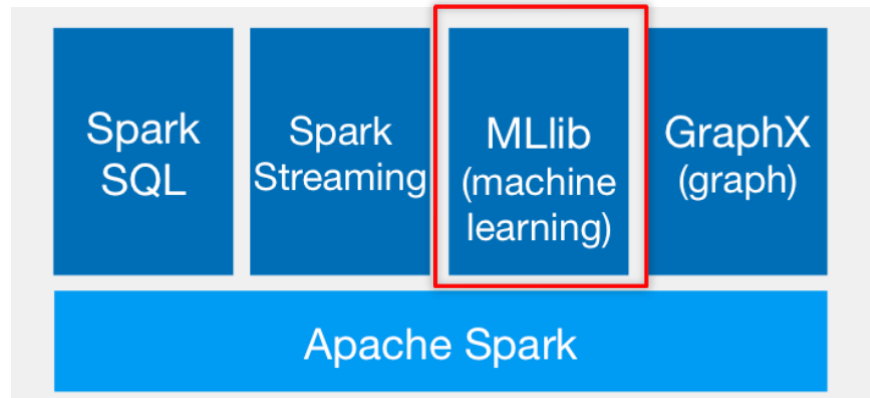 Spark
SQL
Spark
Streaming
MLlib
(machine
learning)
GraphX
(graph)
Apache Spark